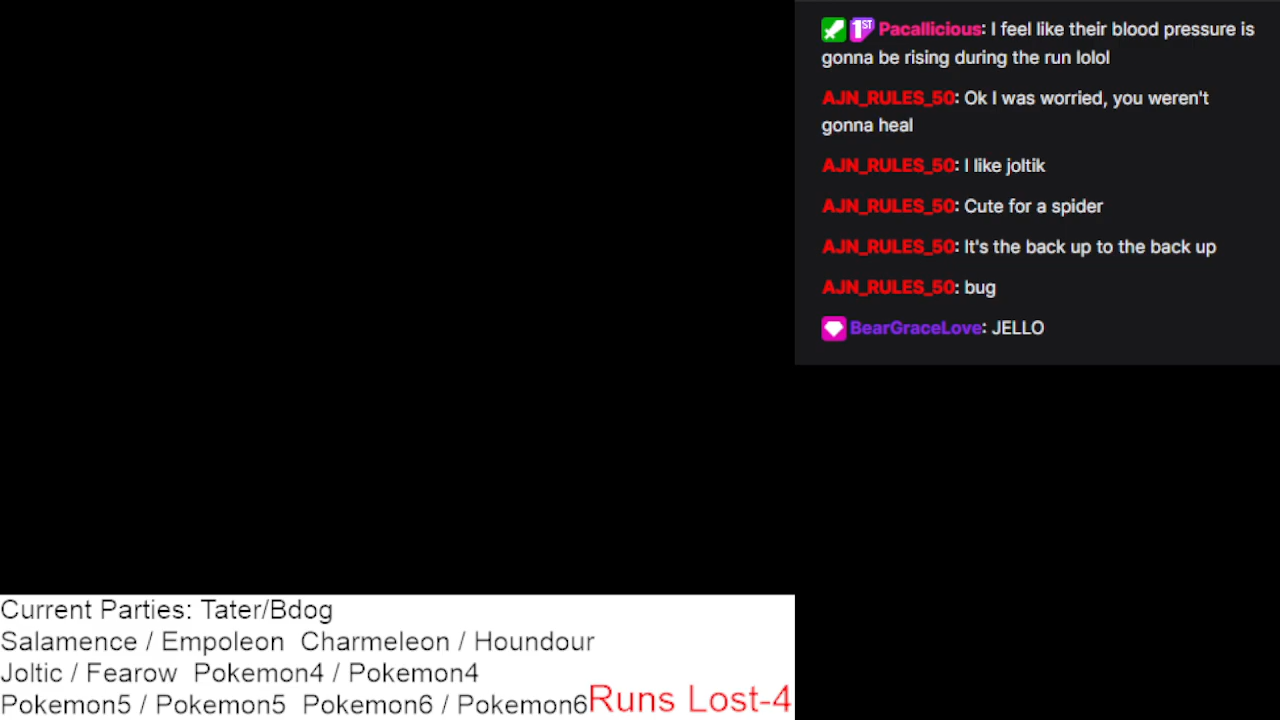 1ST Pacallicious: I feel like their blood pressure is
gonna be rising during the run lolol
AJN_RULES_50: Ok I was worried, you weren't
gonna heal
AJN_RULES_50: I like joltik
AJN_RULES_50: Cute for a spider
AJN_RULES_50: It's the back up to the back up
AJN_RULES_50: bug
BearGraceLove: JELLO
Current Parties: Tater/Bdog
Salamence / Empoleon  Charmeleon / Houndour
Joltic / Fearow  Pokemon4 / Pokemon4
Pokemon5 / Pokemon5  Pokemon6 / Pokemon6
Runs Lost-4